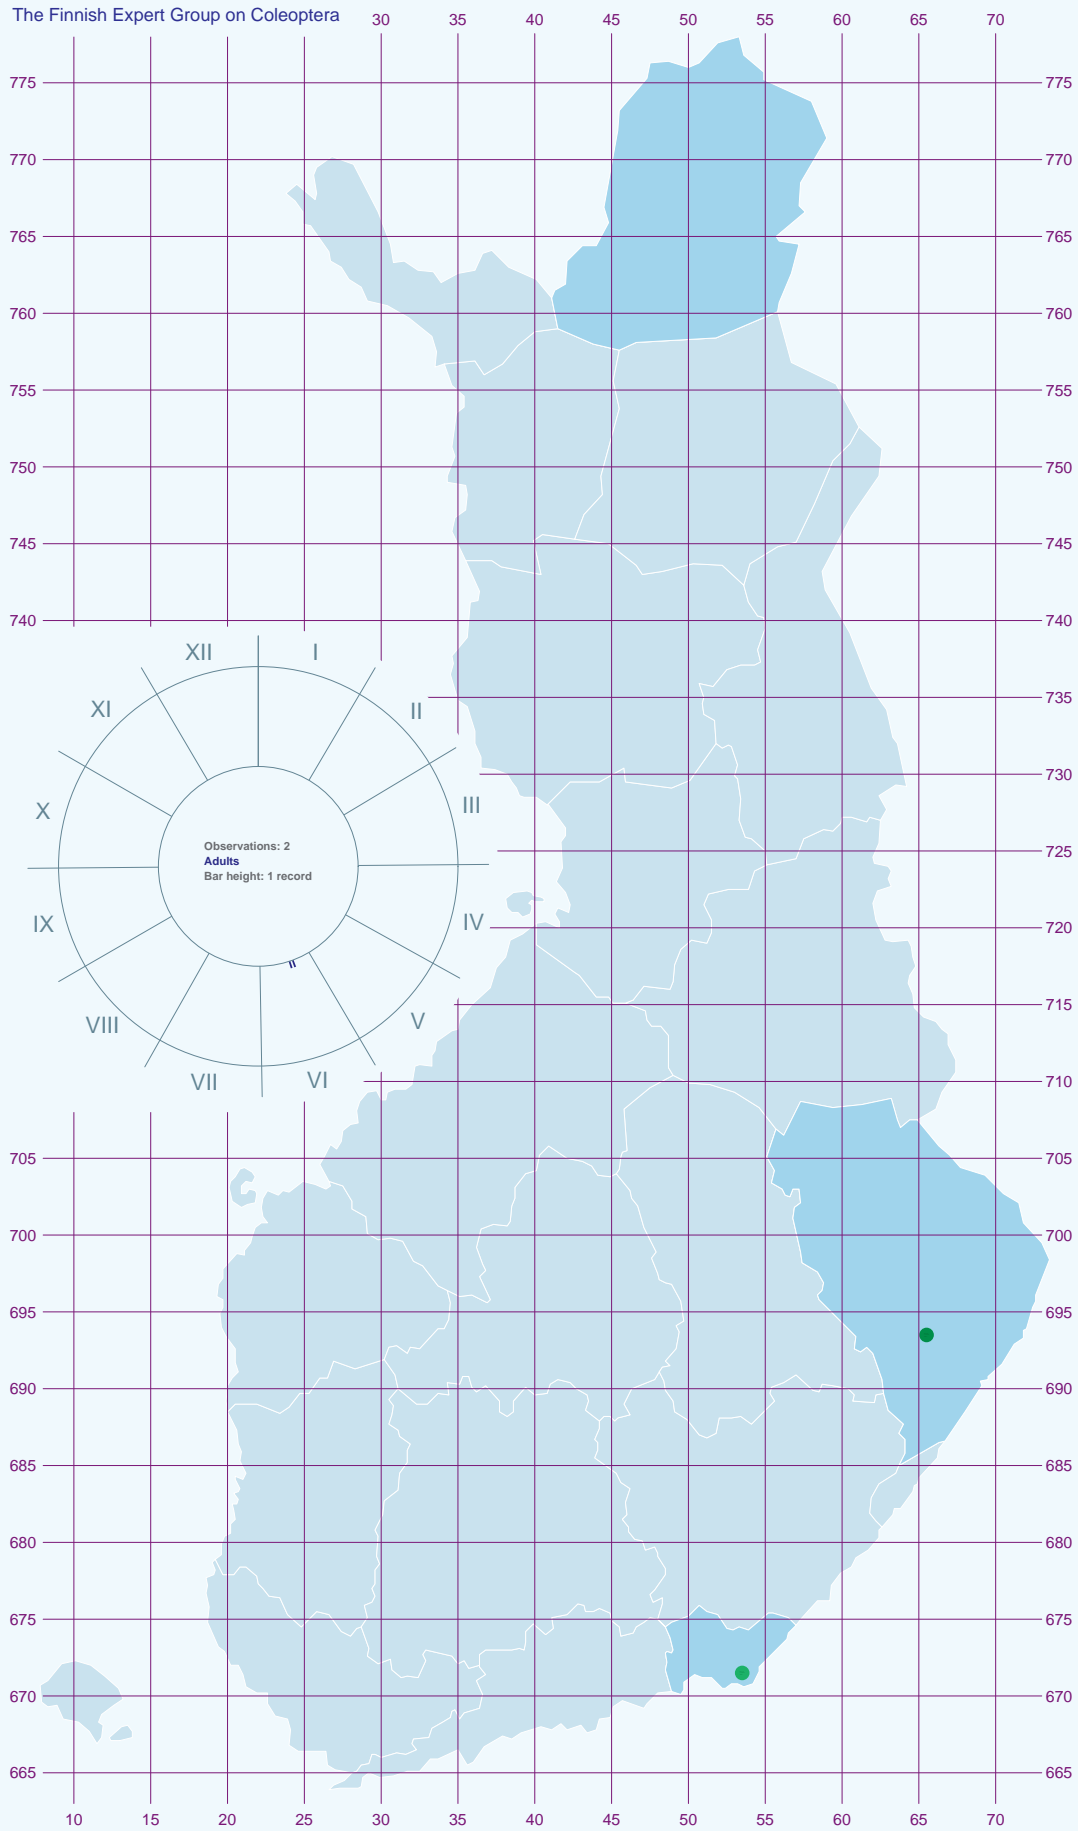 The Finnish Expert Group on Coleoptera
30 35 40 45 50 55 60 65 70
775 775
770 770
765 765
760 760
755 755
750 750
745 745
740 740
XII I
735
XI II
730
X III
725
Observations: 2
Adults
Bar height: 1 record
IX IV
720
715
VIII V
VII VI
710
705 705
700 700
695 695
690 690
685 685
680 680
675 675
670 670
665 665
10 15 20 25 30 35 40 45 50 55 60 65 70